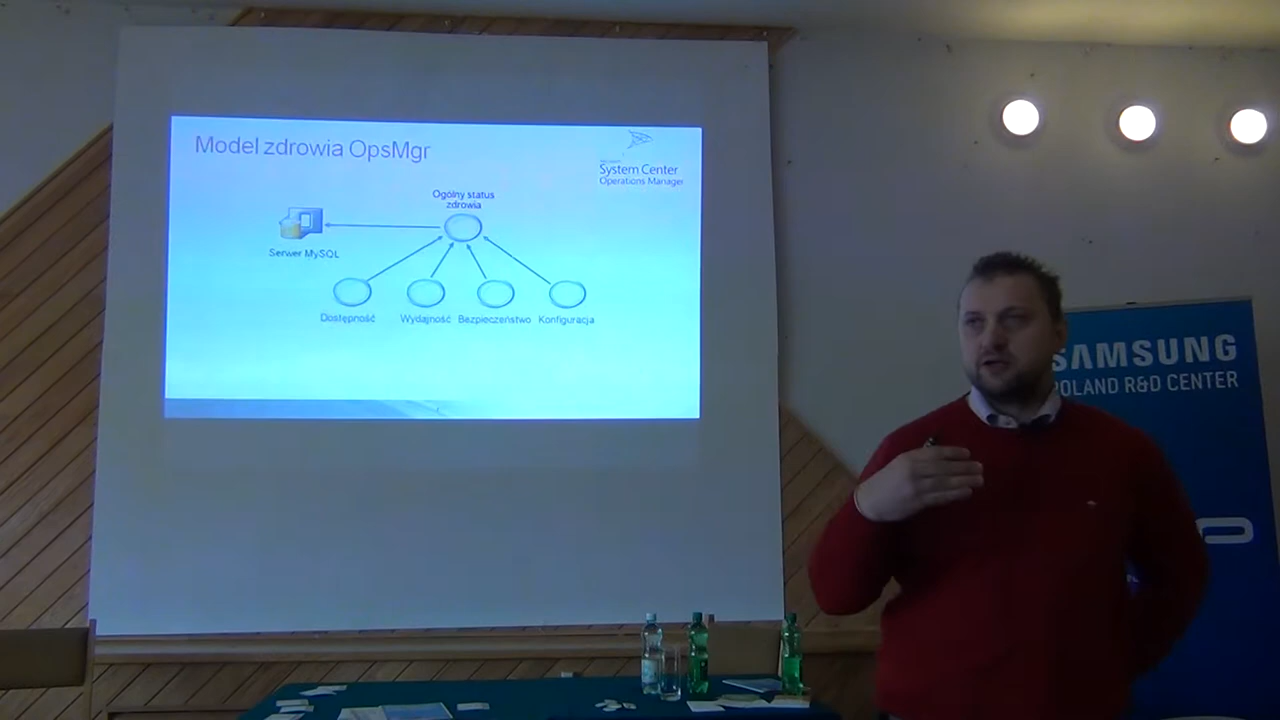 Model zdrowia OpsMgr
System Center
Operations Manager
Ogólny status
zdrowia
Serwer MySQL
Dostępność
Wydajność
Bezpieczeństwo
Konfiguracja
SAMSUNG
POLAND R&D CENTER